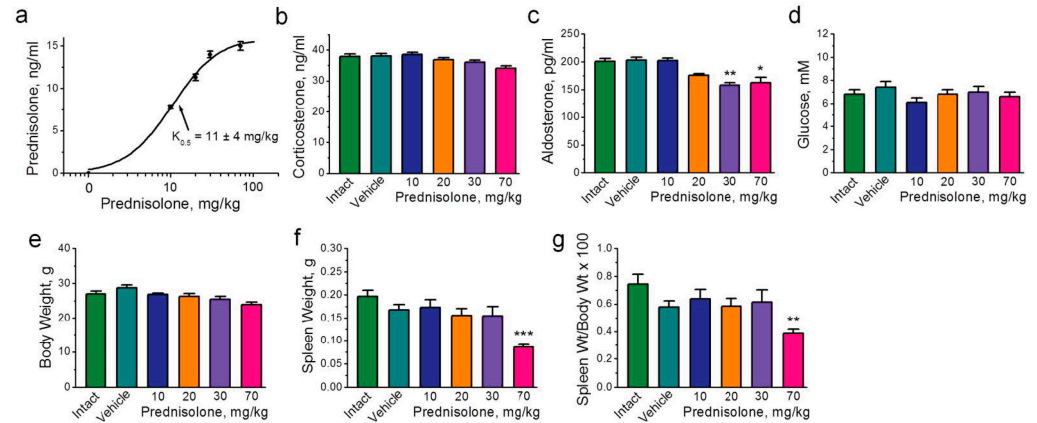 a
Prednisolone, ng/ml
15
10
5
0
K0.5 = 11 ± 4 mg/kg
0 10 100
Prednisolone, mg/kg
b
Corticosterone, ng/ml
50
40
30
20
10
0
Intact Vehicle 10 20 30 70
Prednisolone, mg/kg
c
Aldosterone, pg/ml
250
200
150
100
50
0
** *
Intact Vehicle 10 20 30 70
Prednisolone, mg/kg
d
Glucose, mM
12
10
8
6
4
2
0
Intact Vehicle 10 20 30 70
Prednisolone, mg/kg
e
Body Weight, g
40
30
20
10
0
Intact Vehicle 10 20 30 70
Prednisolone, mg/kg
f
Spleen Weight, g
0.30
0.25
0.20
0.15
0.10
0.05
0.00
***
Intact Vehicle 10 20 30 70
Prednisolone, mg/kg
g
Spleen Wt/Body Wt x 100
1.0
0.8
0.6
0.4
0.2
0.0
**
Intact Vehicle 10 20 30 70
Prednisolone, mg/kg